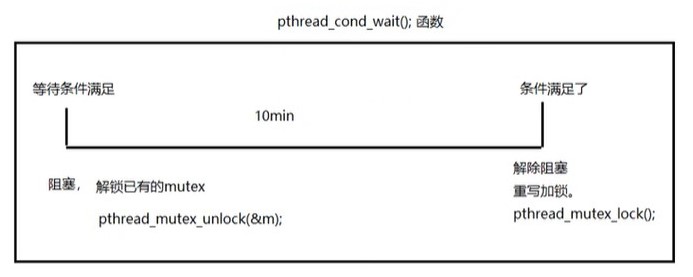 pthread_cond_wait(); 函数
等待条件满足
条件满足了
10min
阻塞， 解锁已有的mutex
pthread_mutex_unlock(&m);
解除阻塞
重写加锁。
pthread_mutex_lock();